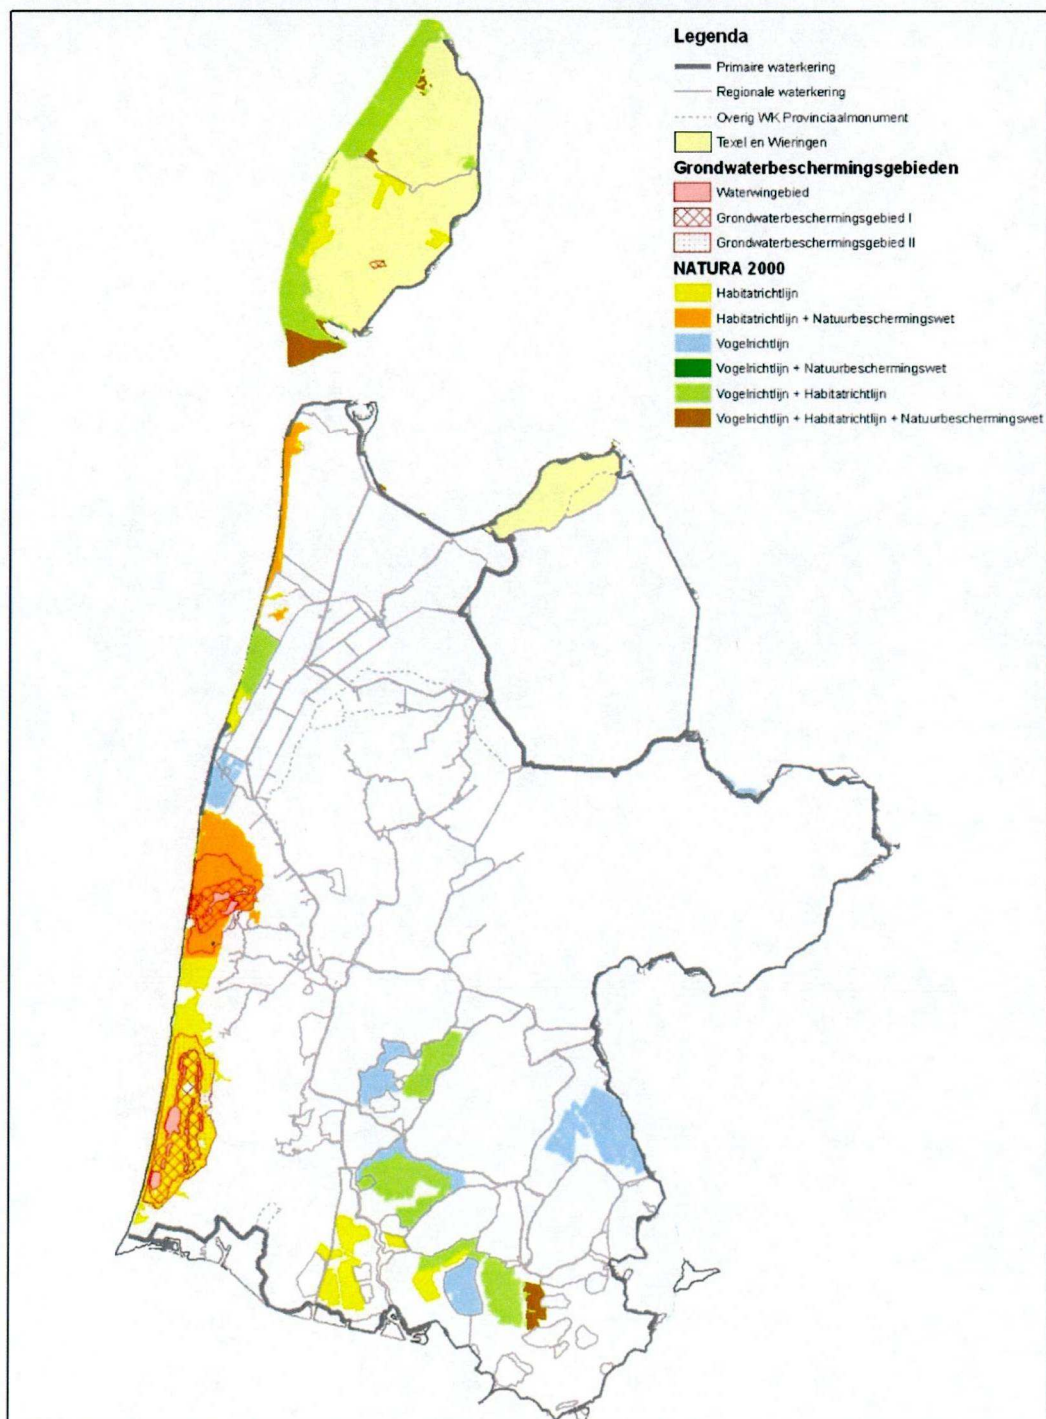 Legenda
Primaire waterkering
Regionale waterkering
Overig WK Provinciaalmonument
Texel en Wieringen
Grondwaterbeschermingsgebieden
Waterwingebied
Grondwaterbeschermingsgebied I
Grondwaterbeschermingsgebied II
NATURA 2000
Habitatrichtlijn
Habitatrichtlijn + Natuurbeschermingswet
Vogelrichtlijn
Vogelrichtlijn + Natuurbeschermingswet
Vogelrichtlijn + Habitatrichtlijn
Vogelrichtlijn + Habitatrichtlijn + Natuurbeschermingswet